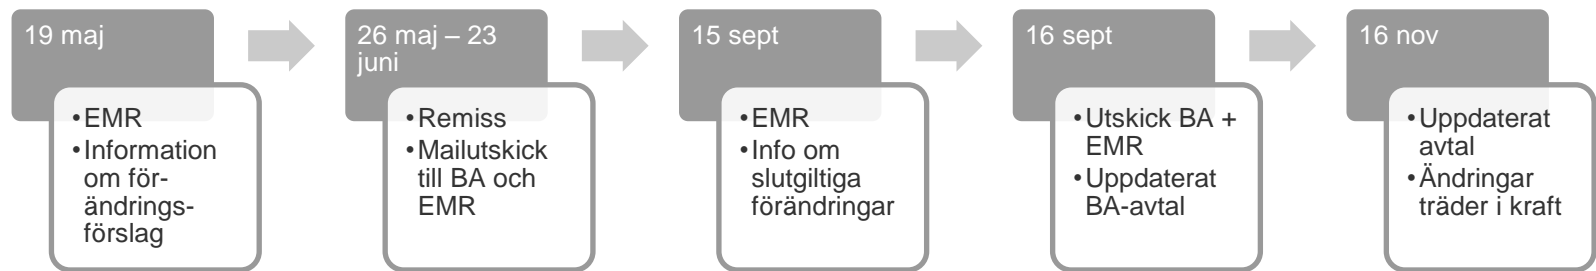 19 maj
•EMR
•Information
om för-
ändrings-
förslag
26 maj – 23
juni
•Remiss
•Mailutskick
till BA och
EMR
15 sept
•EMR
•Info om
slutgiltiga
förändringar
16 sept
•Utskick BA +
EMR
•Uppdaterat
BA-avtal
16 nov
•Uppdaterat
avtal
•Ändringar
träder i kraft